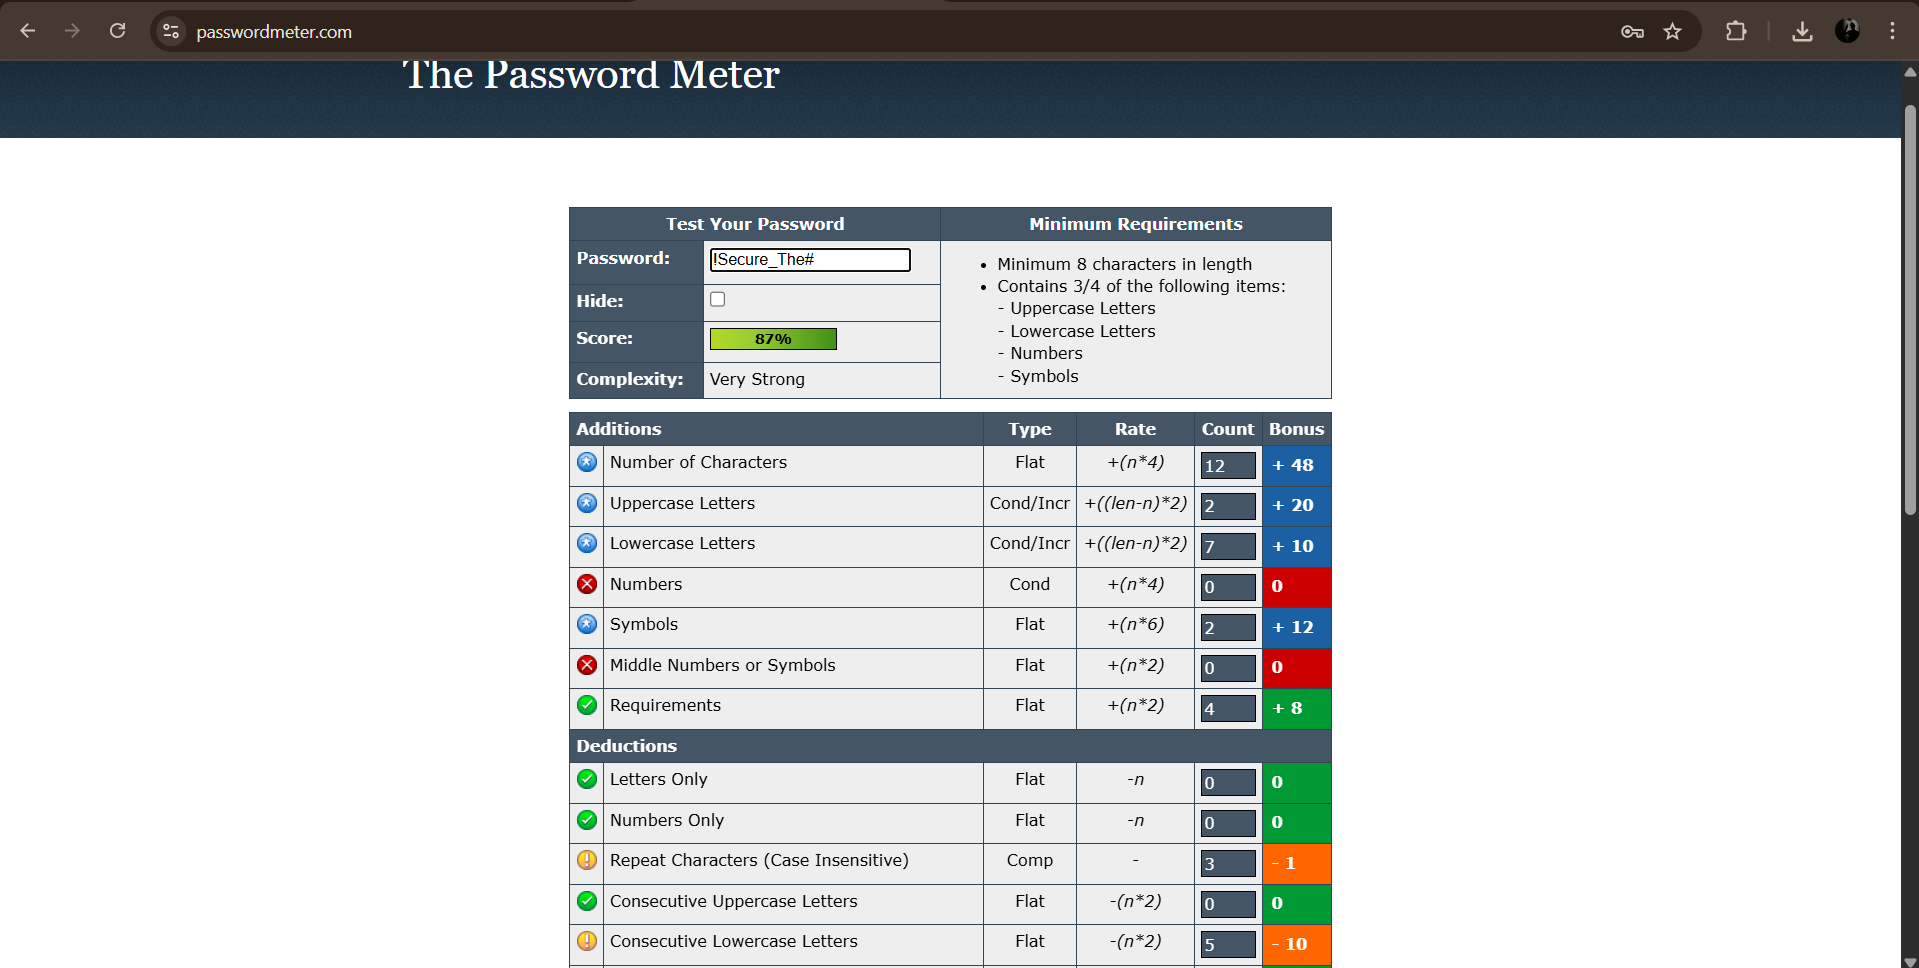 passwordmeter.com
The Password Meter
Test Your Password
Minimum Requirements
Password: !Secure_The#
Hide:
Score: 87%
Complexity: Very Strong
• Minimum 8 characters in length
• Contains 3/4 of the following items:
- Uppercase Letters
- Lowercase Letters
- Numbers
- Symbols
Additions Type Rate Count Bonus
Number of Characters Flat +(n*4) 12 + 48
Uppercase Letters Cond/Incr +((len-n)*2) 2 + 20
Lowercase Letters Cond/Incr +((len-n)*2) 7 + 10
Numbers Cond +(n*4) 0 0
Symbols Flat +(n*6) 2 + 12
Middle Numbers or Symbols Flat +(n*2) 0 0
Requirements Flat +(n*2) 4 + 8
Deductions
Letters Only Flat -n 0 0
Numbers Only Flat -n 0 0
Repeat Characters (Case Insensitive) Comp - 3 - 1
Consecutive Uppercase Letters Flat -(n*2) 0 0
Consecutive Lowercase Letters Flat -(n*2) 5 - 10